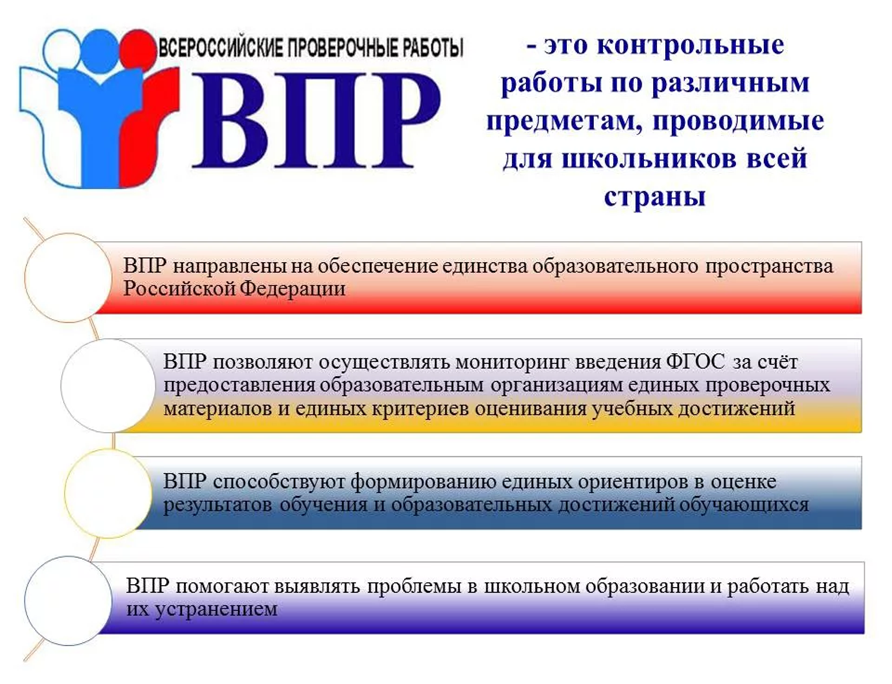 ВСЕРОССИЙСКИЕ ПРОВЕРОЧНЫЕ РАБОТЫ
ВПР
- это контрольные
работы по различным
предметам, проводимые
для школьников всей
страны
ВПР направлены на обеспечение единства образовательного пространства
Российской Федерации
ВПР позволяют осуществлять мониторинг введения ФГОС за счёт
предоставления образовательным организациям единых проверочных
материалов и единых критериев оценивания учебных достижений
ВПР способствуют формированию единых ориентиров в оценке
результатов обучения и образовательных достижений обучающихся
ВПР помогают выявлять проблемы в школьном образовании и работать над
их устранением